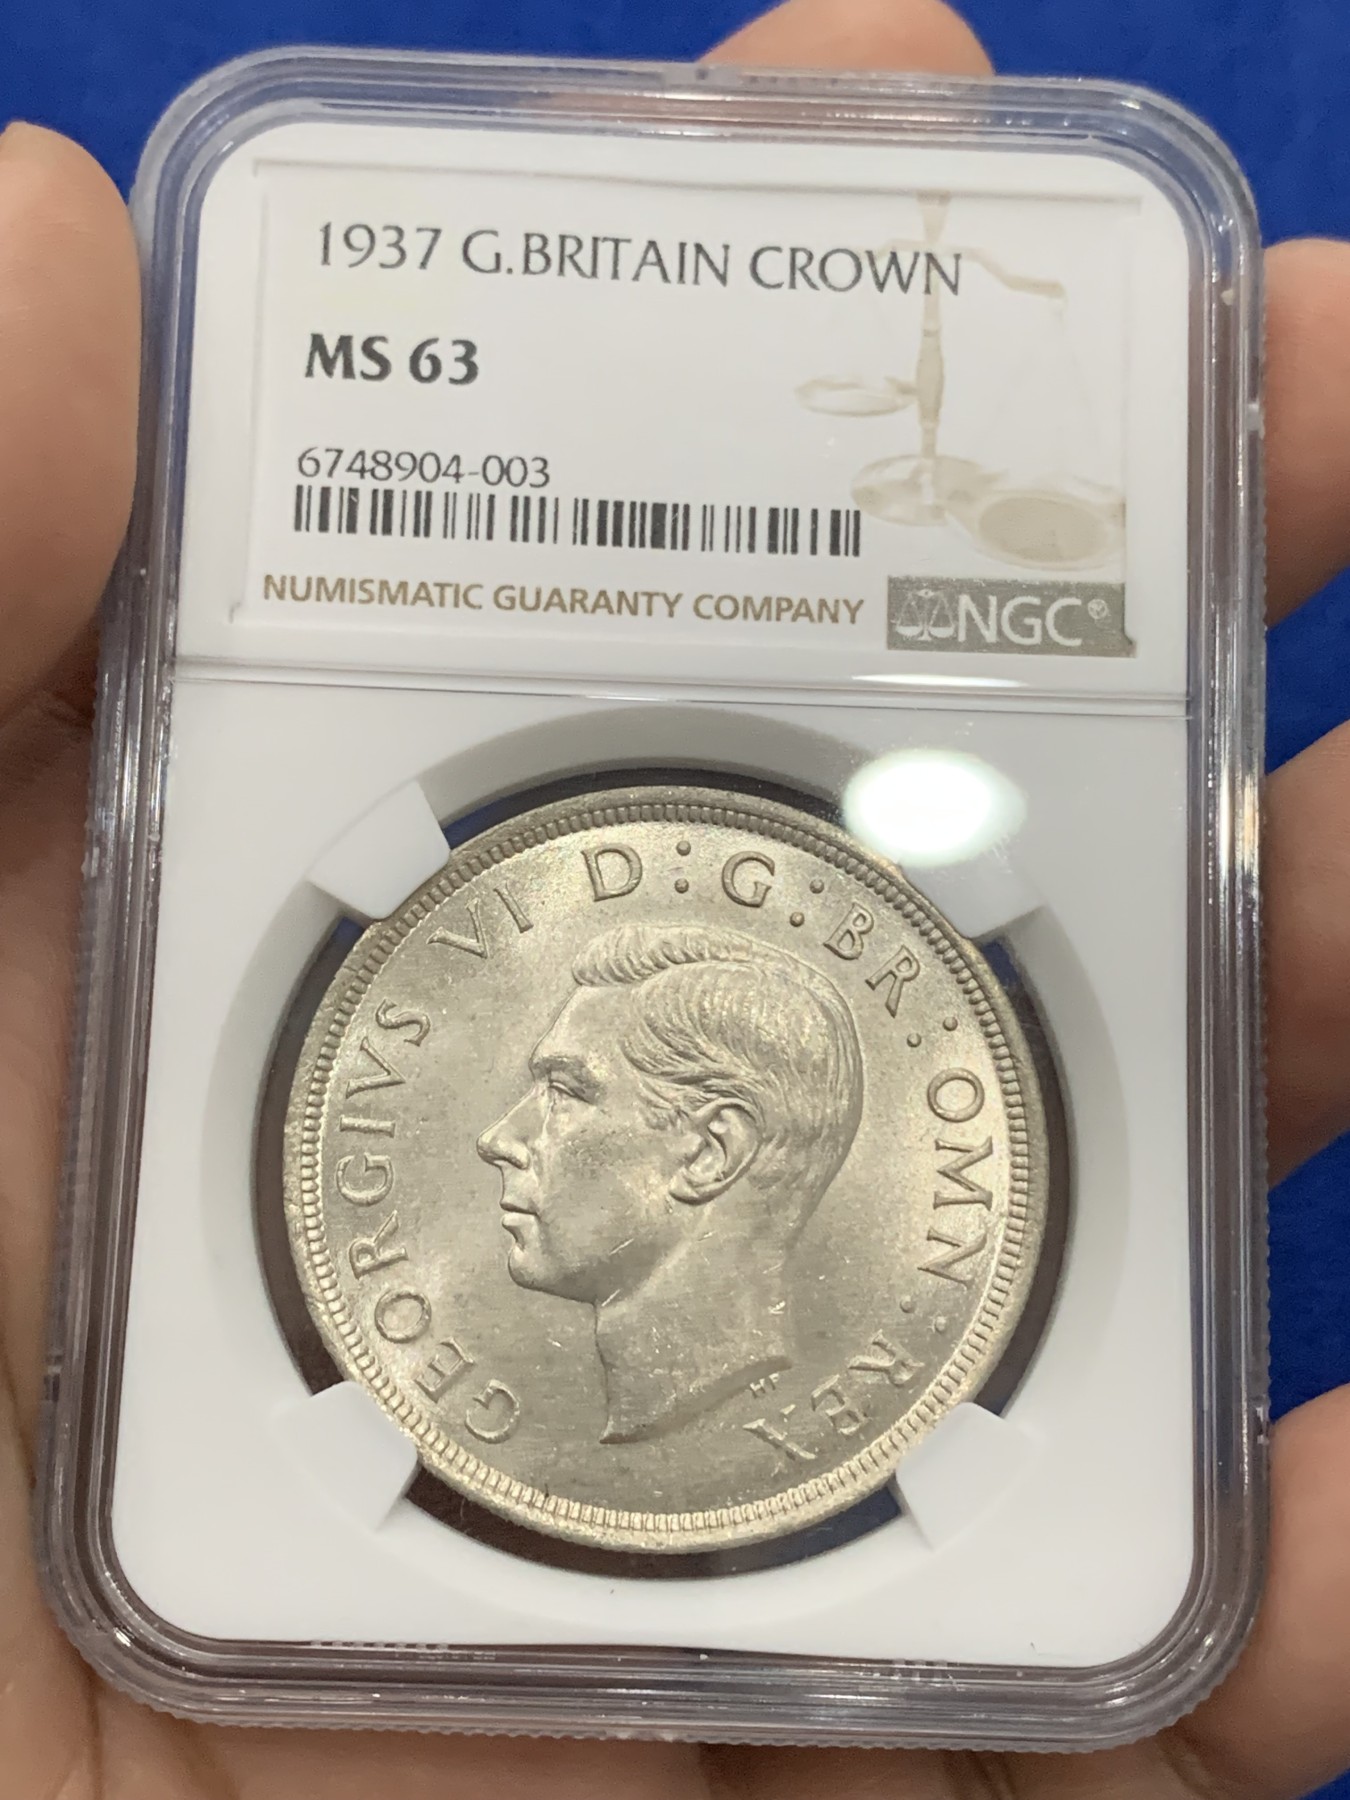 1937 G.BRITAIN CROWN
MS 63
6748904-003
NUMISMATIC GUARANTY COMPANY
NGC®
GEORGIVS VI D:G:BR:OMN:REX
HP